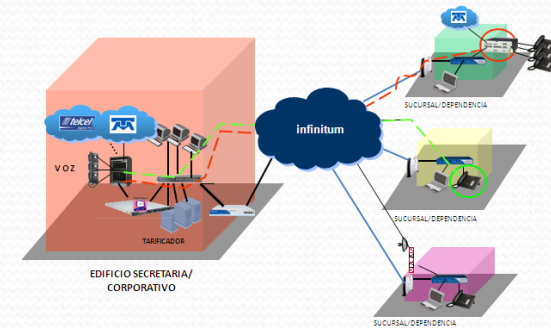 SUCURSAL/DEPENDENCIA
telcel
infinitum
V O Z
SUCURSAL/DEPENDENCIA
TARIFICADOR
EDIFICIO SECRETARIA/
CORPORATIVO
SUCURSAL/DEPENDENCIA